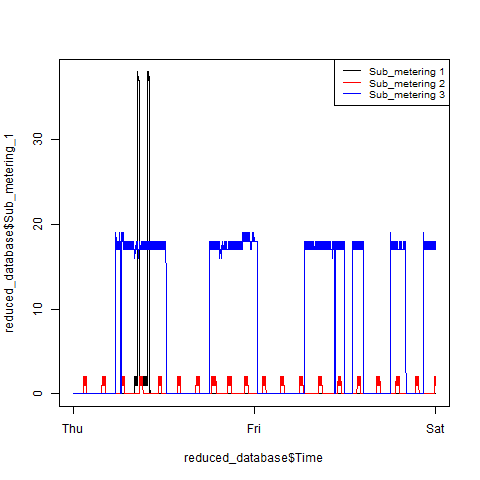 Sub_metering 1
Sub_metering 2
Sub_metering 3
reduced_database$Sub_metering_1
30
20
10
0
Thu Fri Sat
reduced_database$Time